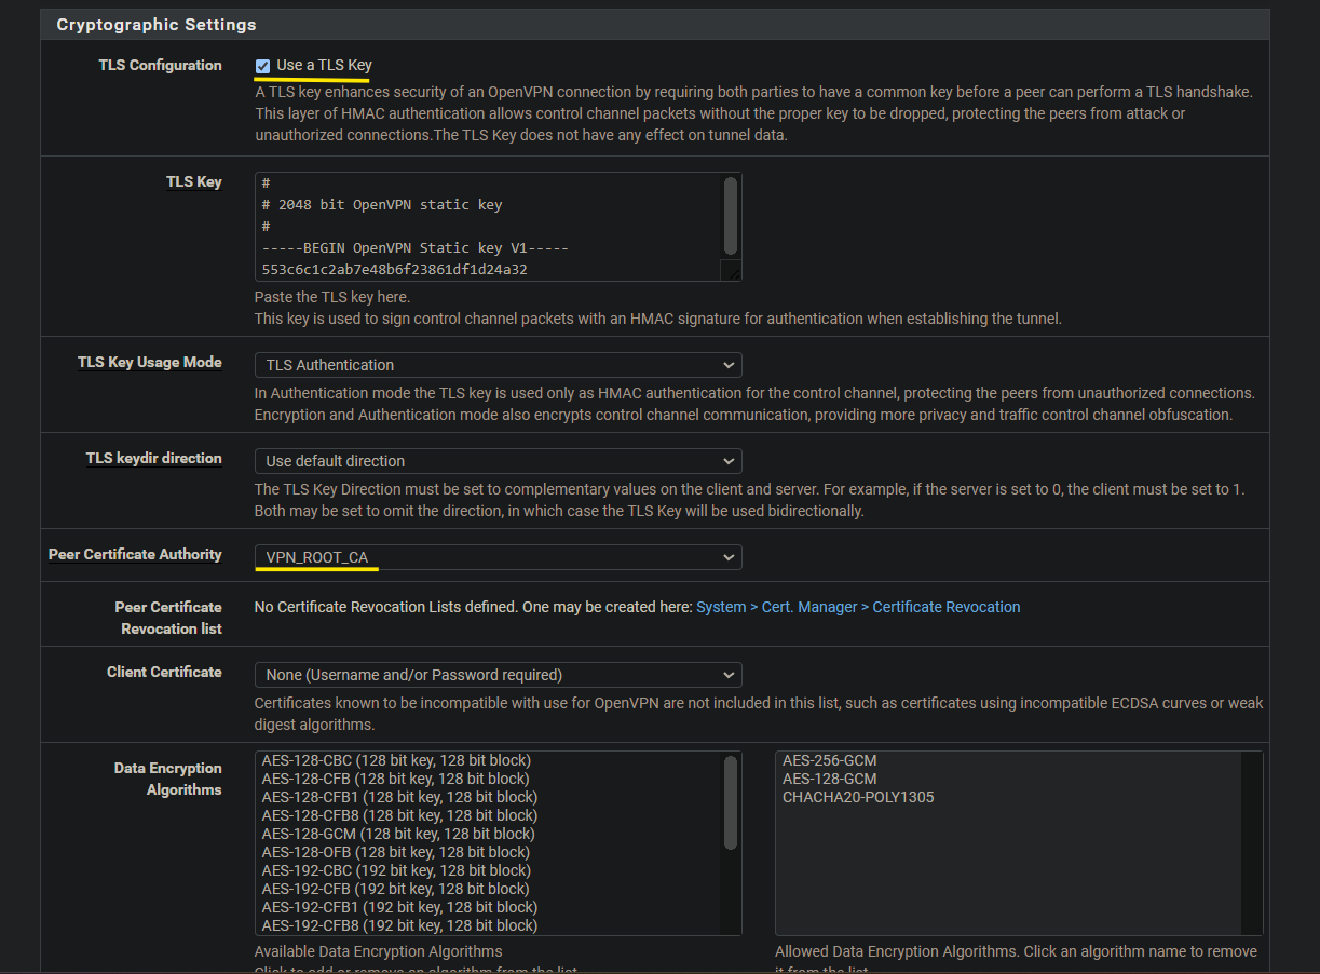 Cryptographic Settings
TLS Configuration
Use a TLS Key
A TLS key enhances security of an OpenVPN connection by requiring both parties to have a common key before a peer can perform a TLS handshake.
This layer of HMAC authentication allows control channel packets without the proper key to be dropped, protecting the peers from attack or
unauthorized connections.The TLS Key does not have any effect on tunnel data.
TLS Key
#
# 2048 bit OpenVPN static key
#
-----BEGIN OpenVPN Static key V1-----
553c6c1c2ab7e48b6f23861df1d24a32
Paste the TLS key here.
This key is used to sign control channel packets with an HMAC signature for authentication when establishing the tunnel.
TLS Key Usage Mode
TLS Authentication
In Authentication mode the TLS key is used only as HMAC authentication for the control channel, protecting the peers from unauthorized connections.
Encryption and Authentication mode also encrypts control channel communication, providing more privacy and traffic control channel obfuscation.
TLS keydir direction
Use default direction
The TLS Key Direction must be set to complementary values on the client and server. For example, if the server is set to 0, the client must be set to 1.
Both may be set to omit the direction, in which case the TLS Key will be used bidirectionally.
Peer Certificate Authority
VPN_ROOT_CA
Peer Certificate
Revocation list
No Certificate Revocation Lists defined. One may be created here: System > Cert. Manager > Certificate Revocation
Client Certificate
None (Username and/or Password required)
Certificates known to be incompatible with use for OpenVPN are not included in this list, such as certificates using incompatible ECDSA curves or weak
digest algorithms.
Data Encryption
Algorithms
AES-128-CBC (128 bit key, 128 bit block)
AES-128-CFB (128 bit key, 128 bit block)
AES-128-CFB1 (128 bit key, 128 bit block)
AES-128-CFB8 (128 bit key, 128 bit block)
AES-128-GCM (128 bit key, 128 bit block)
AES-128-OFB (128 bit key, 128 bit block)
AES-192-CBC (192 bit key, 128 bit block)
AES-192-CFB (192 bit key, 128 bit block)
AES-192-CFB1 (192 bit key, 128 bit block)
AES-192-CFB8 (192 bit key, 128 bit block)
Available Data Encryption Algorithms
Click to add or remove an algorithm from the list
AES-256-GCM
AES-128-GCM
CHACHA20-POLY1305
Allowed Data Encryption Algorithms. Click an algorithm name to remove
it from the list